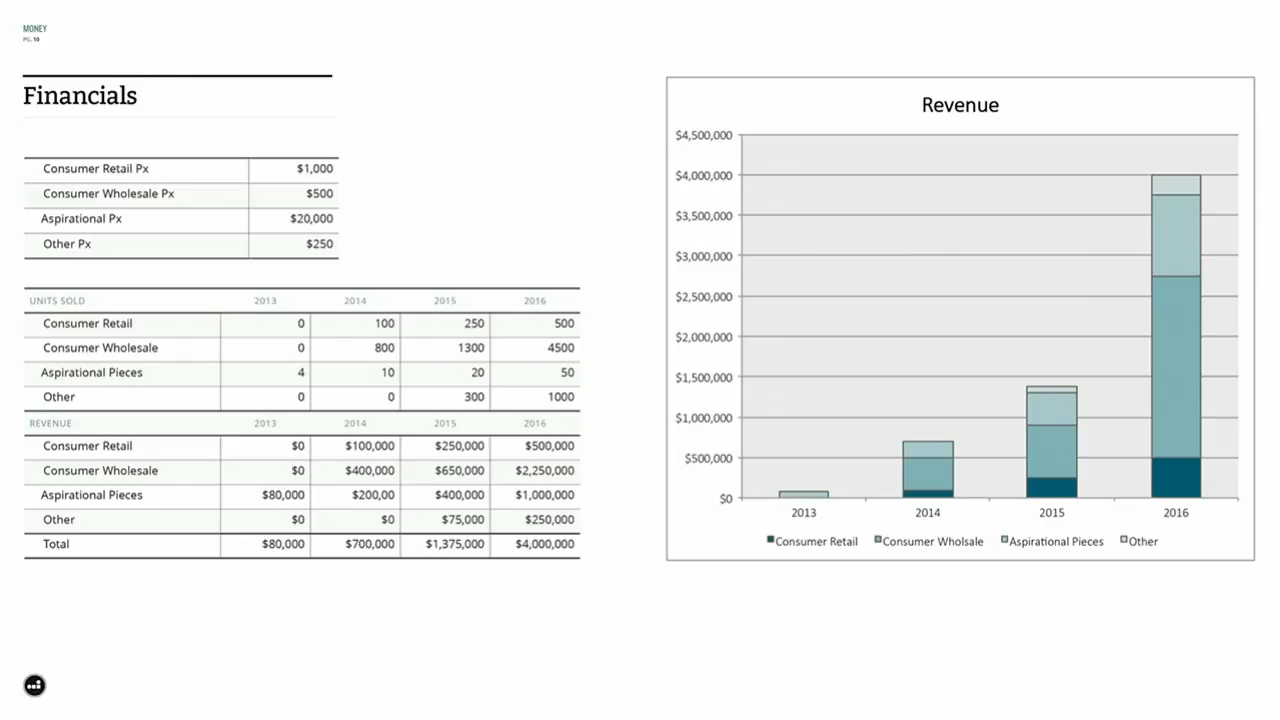 MONEY
PG. 10
Financials
Consumer Retail Px $1,000
Consumer Wholesale Px $500
Aspirational Px $20,000
Other Px $250
UNITS SOLD 2013 2014 2015 2016
Consumer Retail 0 100 250 500
Consumer Wholesale 0 800 1300 4500
Aspirational Pieces 4 10 20 50
Other 0 0 300 1000
REVENUE 2013 2014 2015 2016
Consumer Retail $0 $100,000 $250,000 $500,000
Consumer Wholesale $0 $400,000 $650,000 $2,250,000
Aspirational Pieces $80,000 $200,00 $400,000 $1,000,000
Other $0 $0 $75,000 $250,000
Total $80,000 $700,000 $1,375,000 $4,000,000
Revenue
$4,500,000
$4,000,000
$3,500,000
$3,000,000
$2,500,000
$2,000,000
$1,500,000
$1,000,000
$500,000
$0
2013 2014 2015 2016
Consumer Retail Consumer Wholsale Aspirational Pieces Other